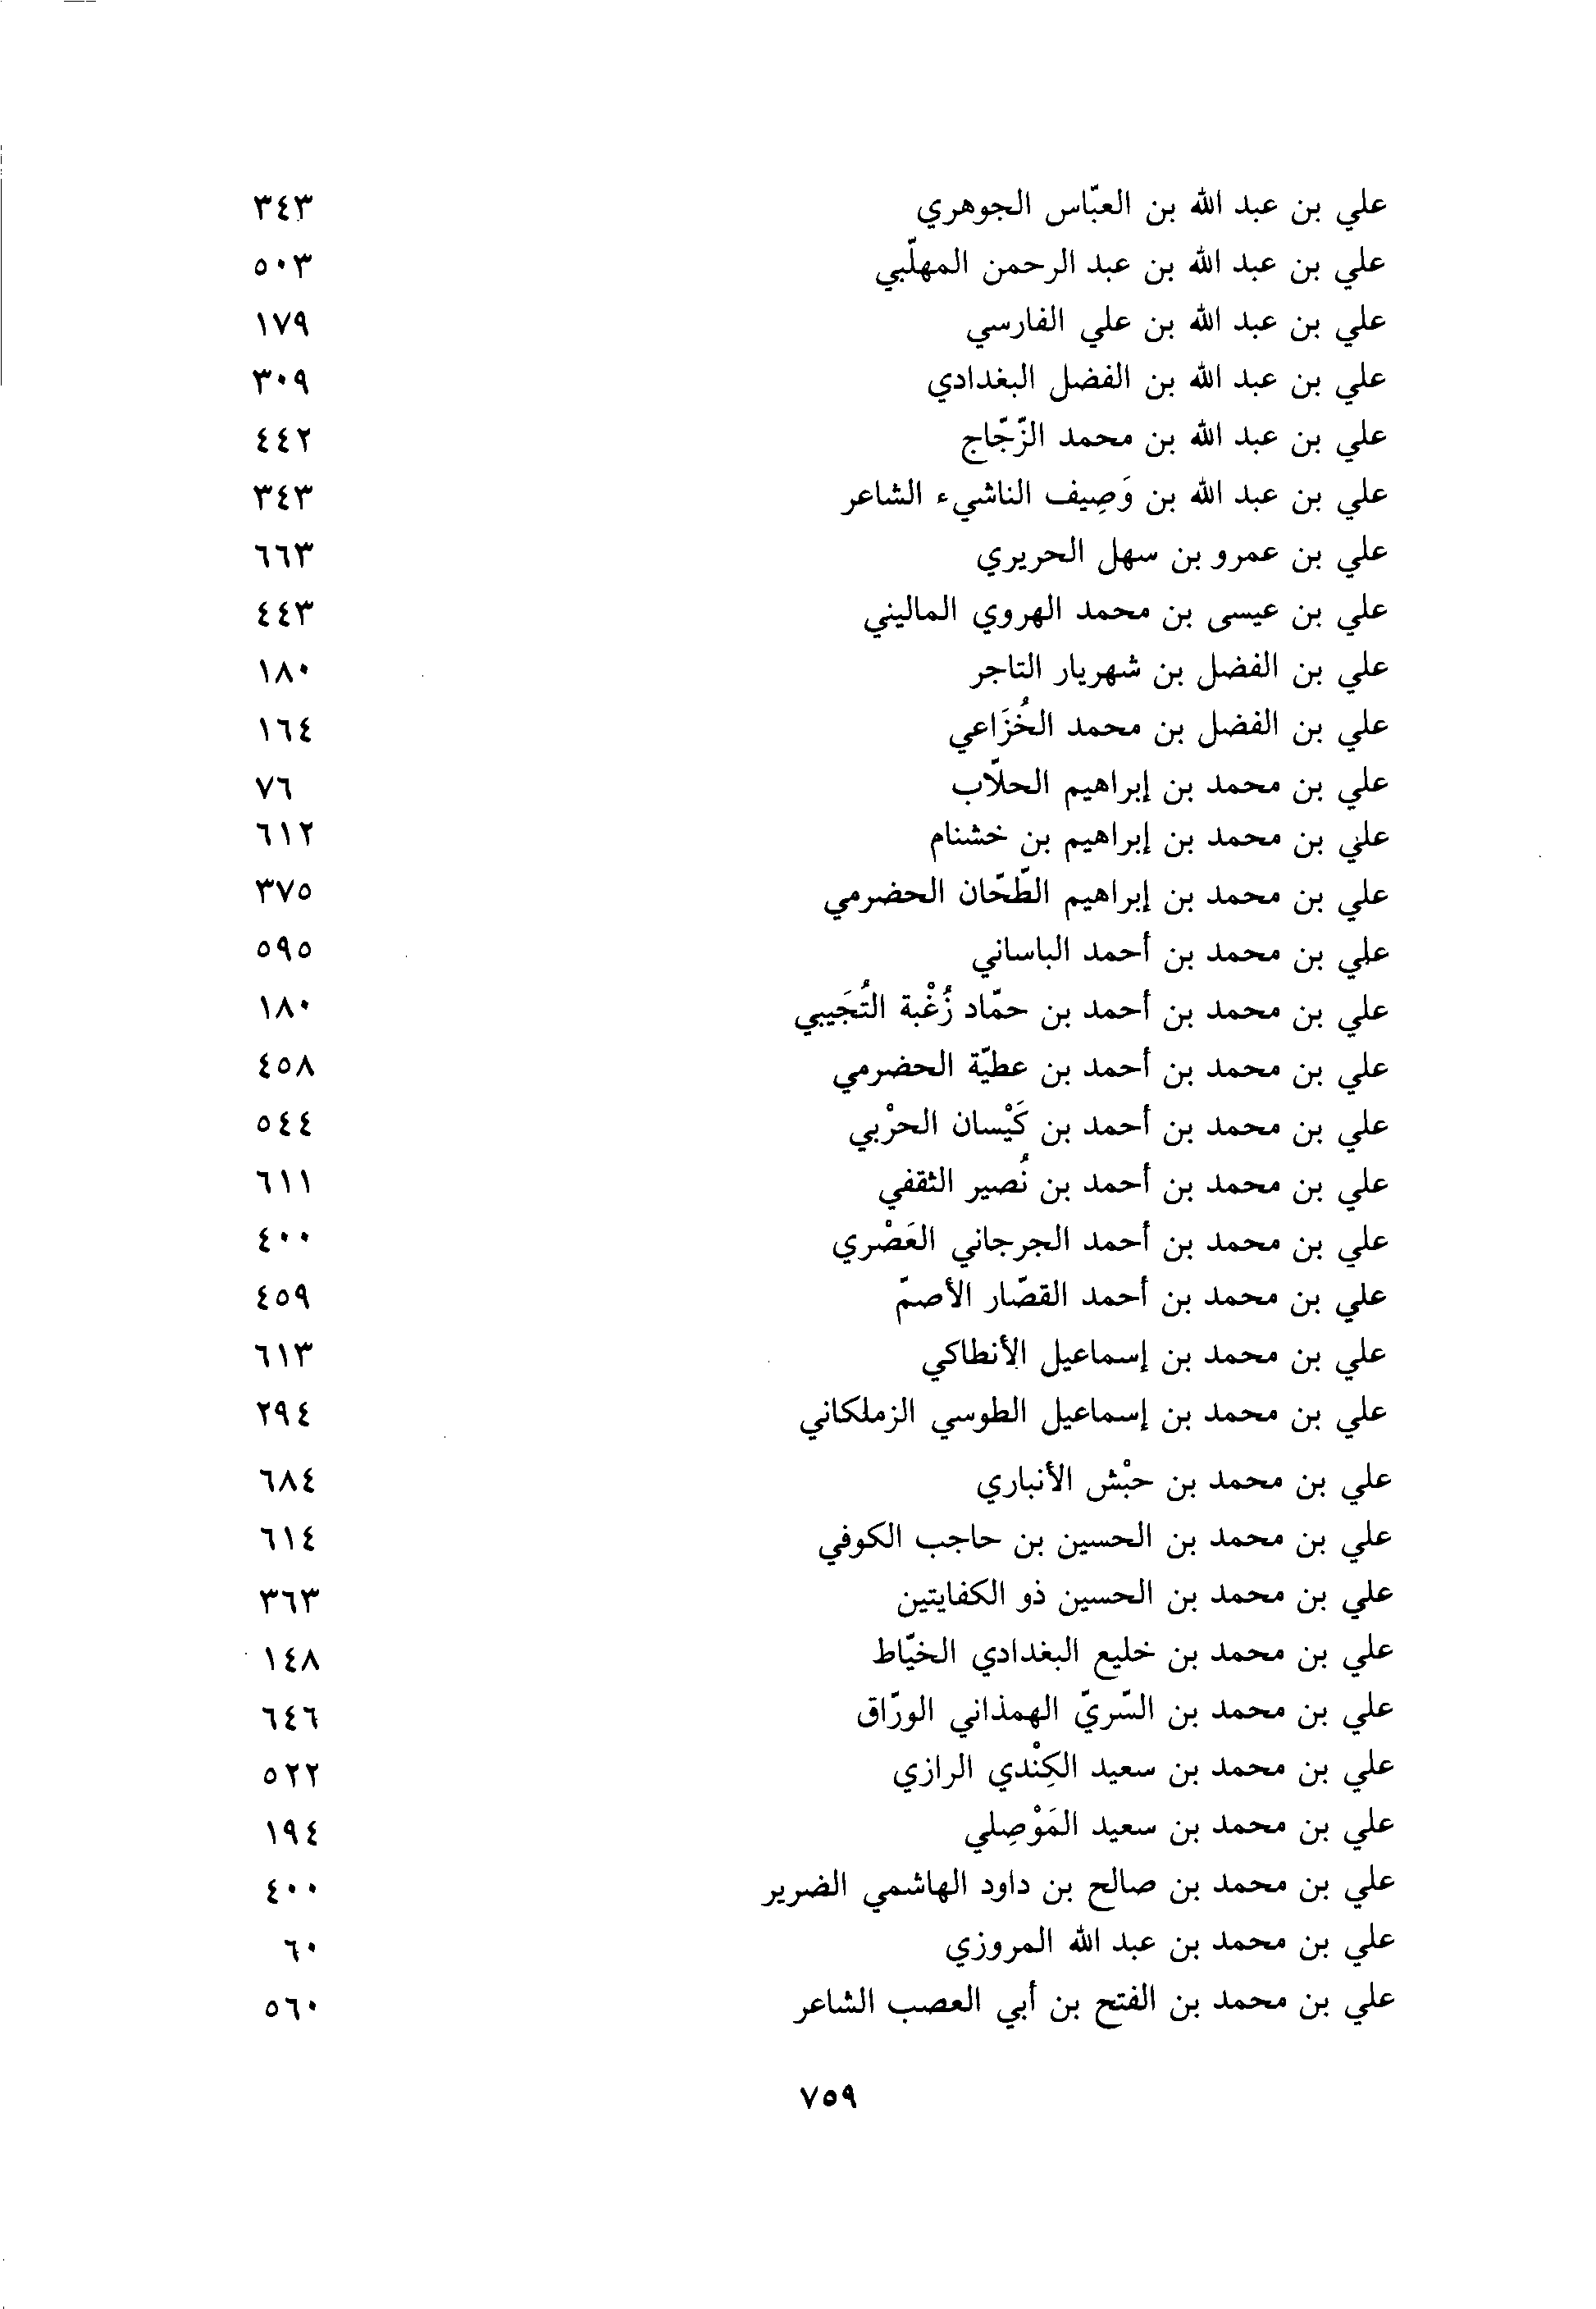 علي بن عبد الله بن العبّاس الجوهري ٣٤٣
علي بن عبد الله بن عبد الرحمن المهلّبي ٥٠٣
علي بن عبد الله بن علي الفارسي ١٧٩
علي بن عبد الله بن الفضل البغدادي ٣٠٩
علي بن عبد الله بن محمد الزّجّاج ٤٤٢
علي بن عبد الله بن وَصِيف الناشيء الشاعر ٣٤٣
علي بن عمرو بن سهل الحريري ٦٦٣
علي بن عيسى بن محمد الهروي الماليني ٤٤٣
علي بن الفضل بن شهريار التاجر ١٨٠
علي بن الفضل بن محمد الخُزَاعي ١٦٤
علي بن محمد بن إبراهيم الحلّاب ٧٦
علي بن محمد بن إبراهيم بن خشنام ٦١٢
علي بن محمد بن إبراهيم الطّحّان الحضرمي ٣٧٥
علي بن محمد بن أحمد الباساني ٥٩٥
علي بن محمد بن أحمد بن حمّاد زُغْبة التُجَيبي ١٨٠
علي بن محمد بن أحمد بن عطيّة الحضرمي ٤٥٨
علي بن محمد بن أحمد بن كَيْسان الحرْبي ٥٤٤
علي بن محمد بن أحمد بن نُصير الثقفي ٦١١
علي بن محمد بن أحمد الجرجاني العَصْري ٤٠٠
علي بن محمد بن أحمد القصّار الأصمّ ٤٥٩
علي بن محمد بن إسماعيل الأنطاكي ٦١٣
علي بن محمد بن إسماعيل الطوسي الزملكاني ٢٩٤
علي بن محمد بن حبْش الأنباري ٦٨٤
علي بن محمد بن الحسين بن حاجب الكوفي ٦١٤
علي بن محمد بن الحسين ذو الكفايتين ٣٦٣
علي بن محمد بن خليع البغدادي الخيّاط ١٤٨
علي بن محمد بن السّريّ الهمذاني الورّاق ٦٤٦
علي بن محمد بن سعيد الكِنْدي الرازي ٥٢٢
علي بن محمد بن سعيد المَوْصِلي ١٩٤
علي بن محمد بن صالح بن داود الهاشمي الضرير ٤٠٠
علي بن محمد بن عبد الله المروزي ٦٠
علي بن محمد بن الفتح بن أبي العصب الشاعر ٥٦٠
٧٥٩